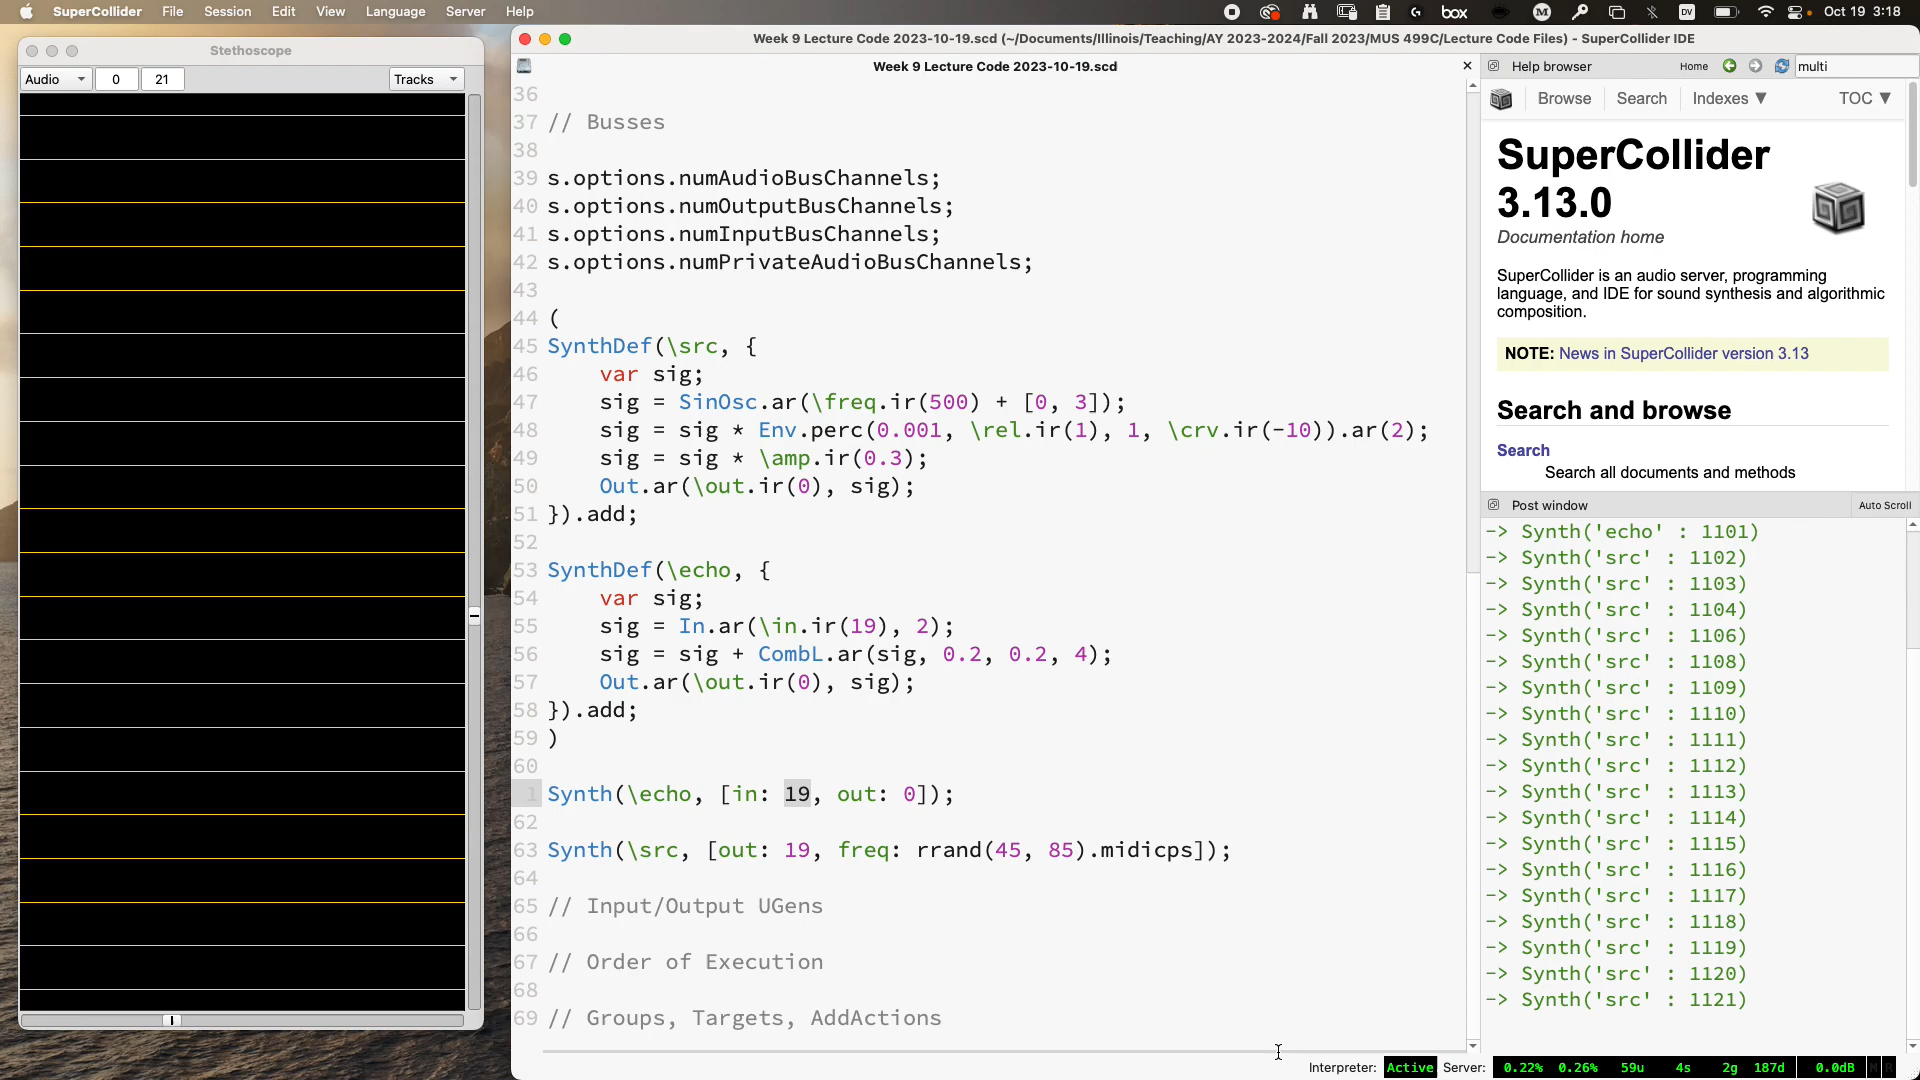 SuperCollider File Session Edit View Language Server Help
box
M
DV
Oct 19 3:18
Stethoscope
Audio 0 21 Tracks
Week 9 Lecture Code 2023-10-19.scd (~/Documents/Illinois/Teaching/AY 2023-2024/Fall 2023/MUS 499C/Lecture Code Files) - SuperCollider IDE
Week 9 Lecture Code 2023-10-19.scd
36
37 // Busses
38
39 s.options.numAudioBusChannels;
40 s.options.numOutputBusChannels;
41 s.options.numInputBusChannels;
42 s.options.numPrivateAudioBusChannels;
43
44 (
45 SynthDef(\src, {
46 var sig;
47 sig = SinOsc.ar(\freq.ir(500) + [0, 3]);
48 sig = sig * Env.perc(0.001, \rel.ir(1), 1, \crv.ir(-10)).ar(2);
49 sig = sig * \amp.ir(0.3);
50 Out.ar(\out.ir(0), sig);
51 }).add;
52
53 SynthDef(\echo, {
54 var sig;
55 sig = In.ar(\in.ir(19), 2);
56 sig = sig + CombL.ar(sig, 0.2, 0.2, 4);
57 Out.ar(\out.ir(0), sig);
58 }).add;
59 )
60
1 Synth(\echo, [in: 19, out: 0]);
62
63 Synth(\src, [out: 19, freq: rrand(45, 85).midicps]);
64
65 // Input/Output UGens
66
67 // Order of Execution
68
69 // Groups, Targets, AddActions
Help browser Home multi
Browse Search Indexes ▼ TOC ▼
SuperCollider
3.13.0
Documentation home
SuperCollider is an audio server, programming
language, and IDE for sound synthesis and algorithmic
composition.
NOTE: News in SuperCollider version 3.13
Search and browse
Search
Search all documents and methods
Post window Auto Scroll
-> Synth('echo' : 1101)
-> Synth('src' : 1102)
-> Synth('src' : 1103)
-> Synth('src' : 1104)
-> Synth('src' : 1106)
-> Synth('src' : 1108)
-> Synth('src' : 1109)
-> Synth('src' : 1110)
-> Synth('src' : 1111)
-> Synth('src' : 1112)
-> Synth('src' : 1113)
-> Synth('src' : 1114)
-> Synth('src' : 1115)
-> Synth('src' : 1116)
-> Synth('src' : 1117)
-> Synth('src' : 1118)
-> Synth('src' : 1119)
-> Synth('src' : 1120)
-> Synth('src' : 1121)
Interpreter: Active Server: 0.22% 0.26% 59u 4s 2g 187d 0.0dB M R